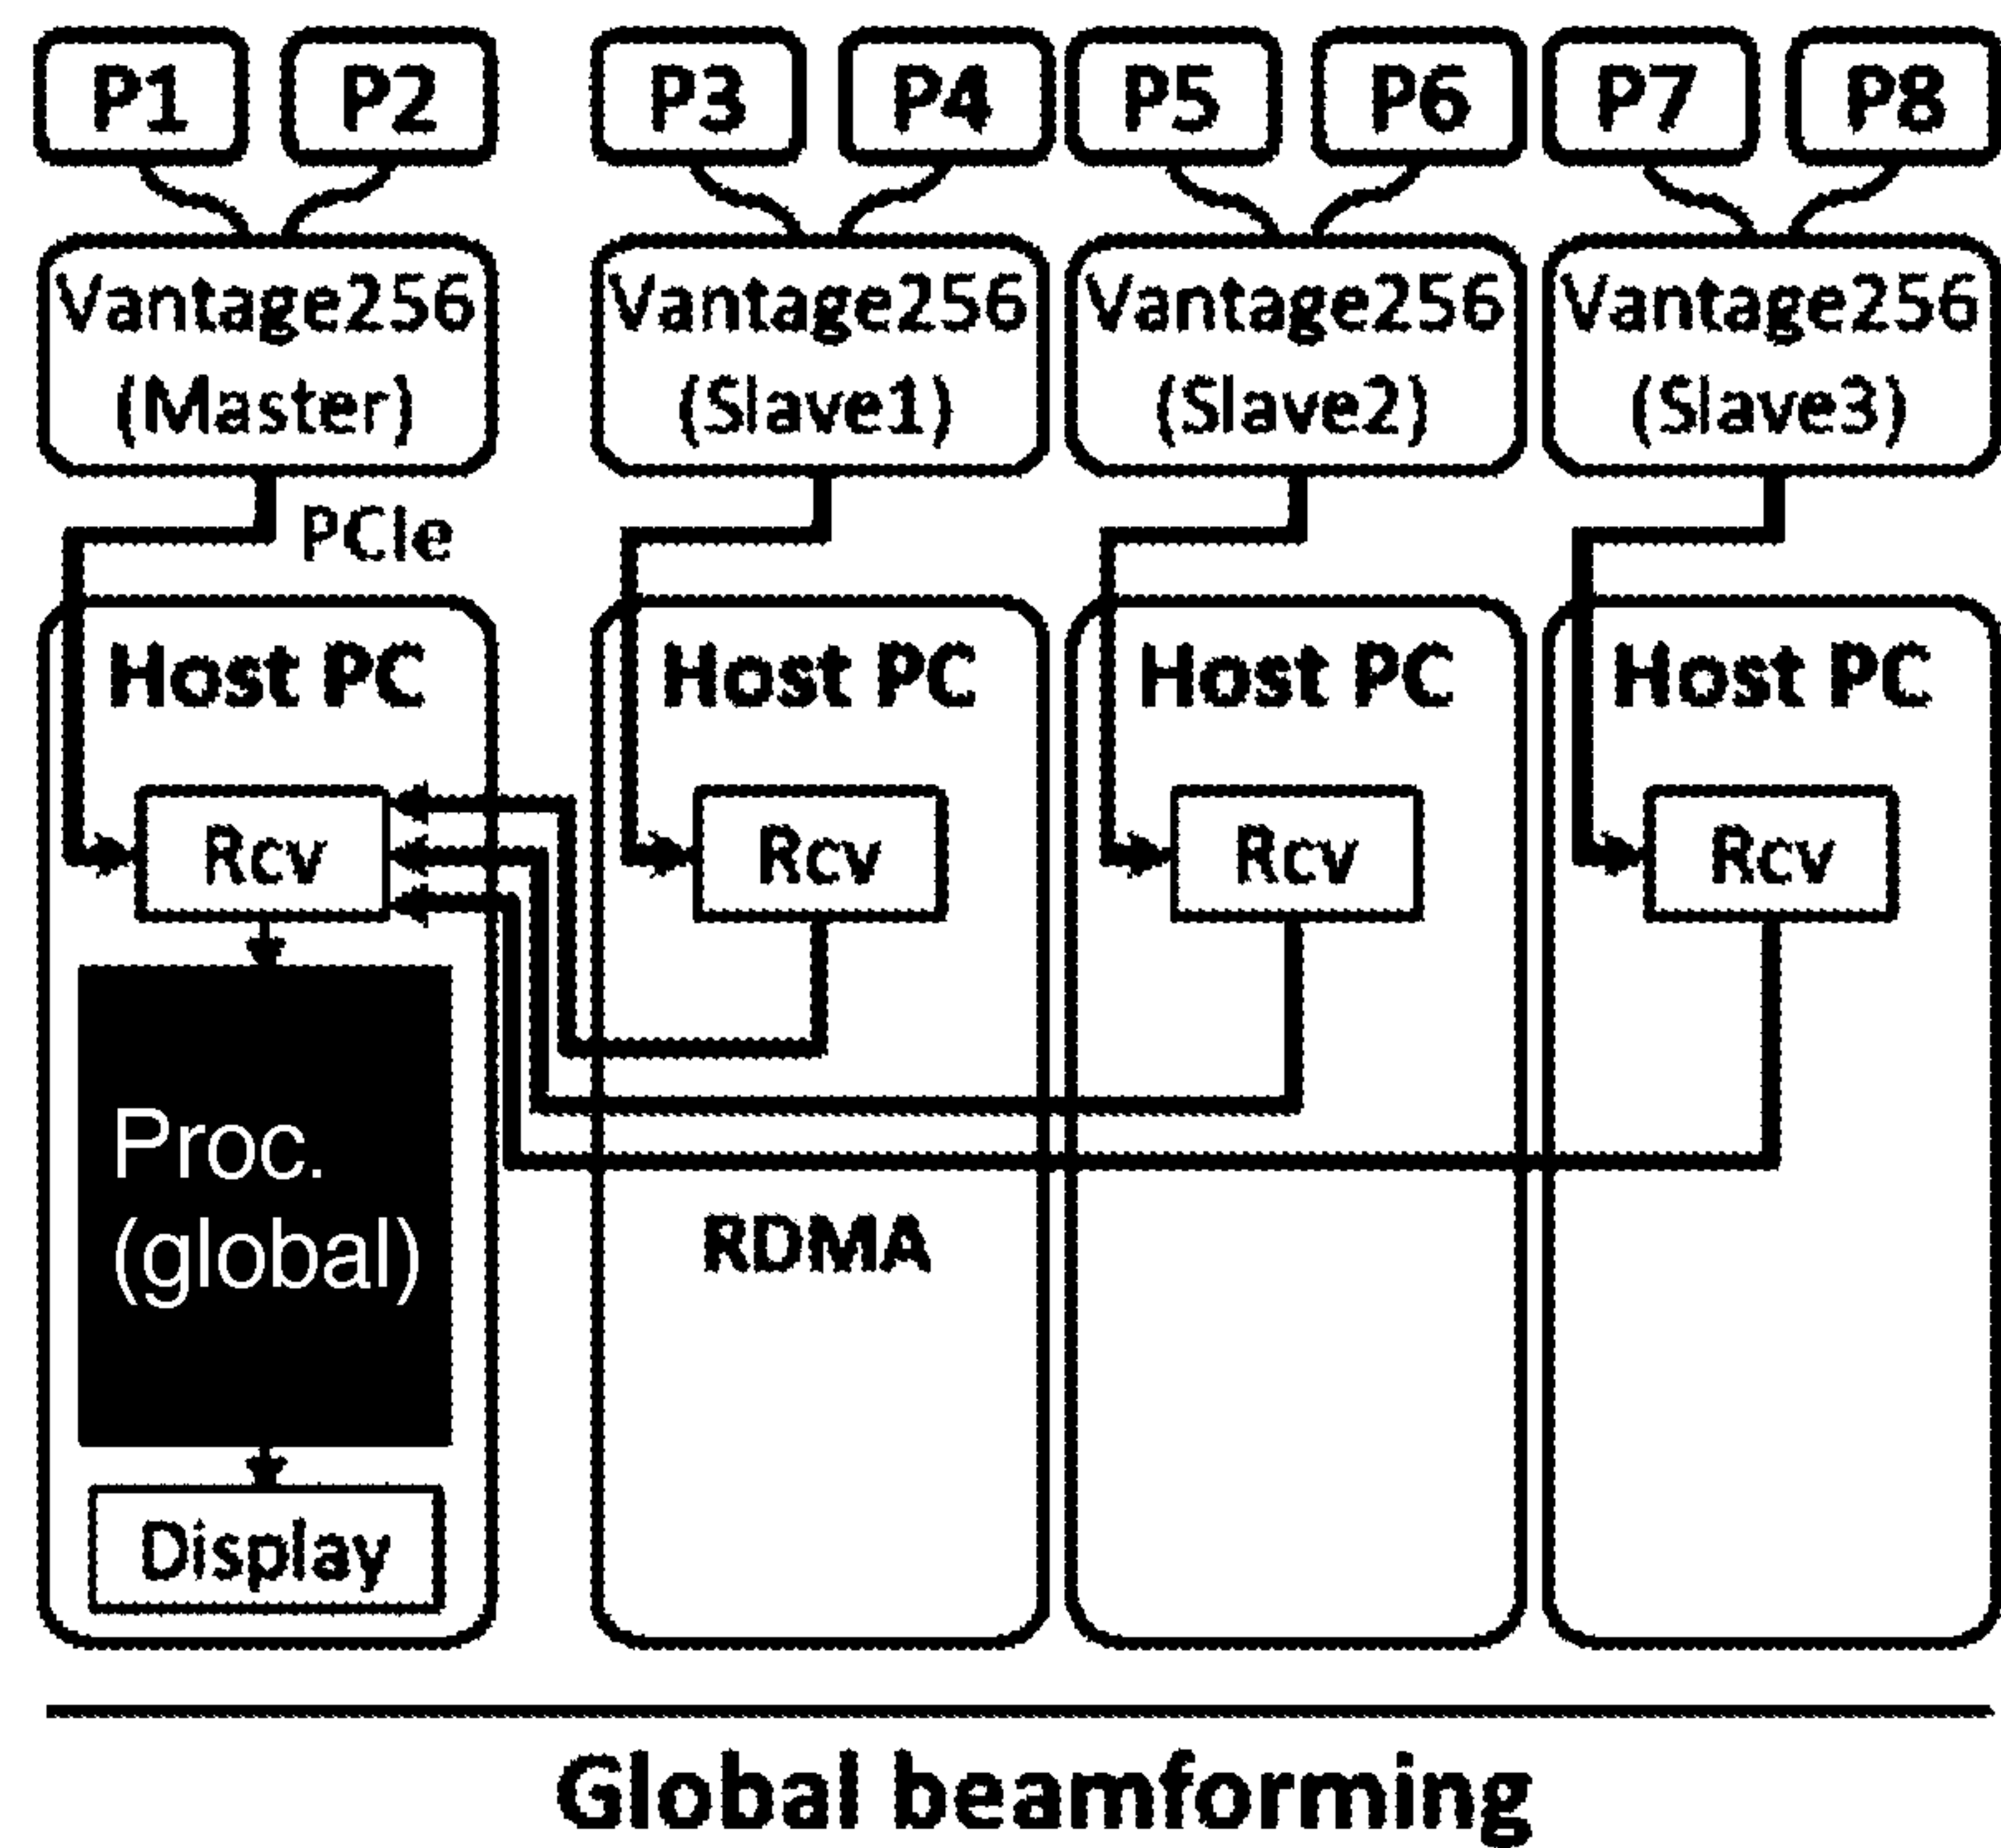 P1 P2 P3 P4 P5 P6 P7 P8
Vantage256 Vantage256 Vantage256 Vantage256
(Master) (Slave1) (Slave2) (Slave3)
PCIe
Host PC Host PC Host PC Host PC
Rcv Rcv Rcv Rcv
Proc.
(global)
RDMA
Display
Global beamforming